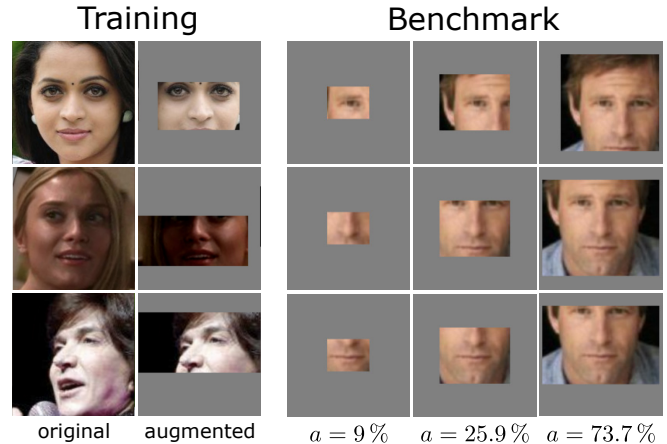 Training Benchmark
original augmented a = 9 % a = 25.9 % a = 73.7 %